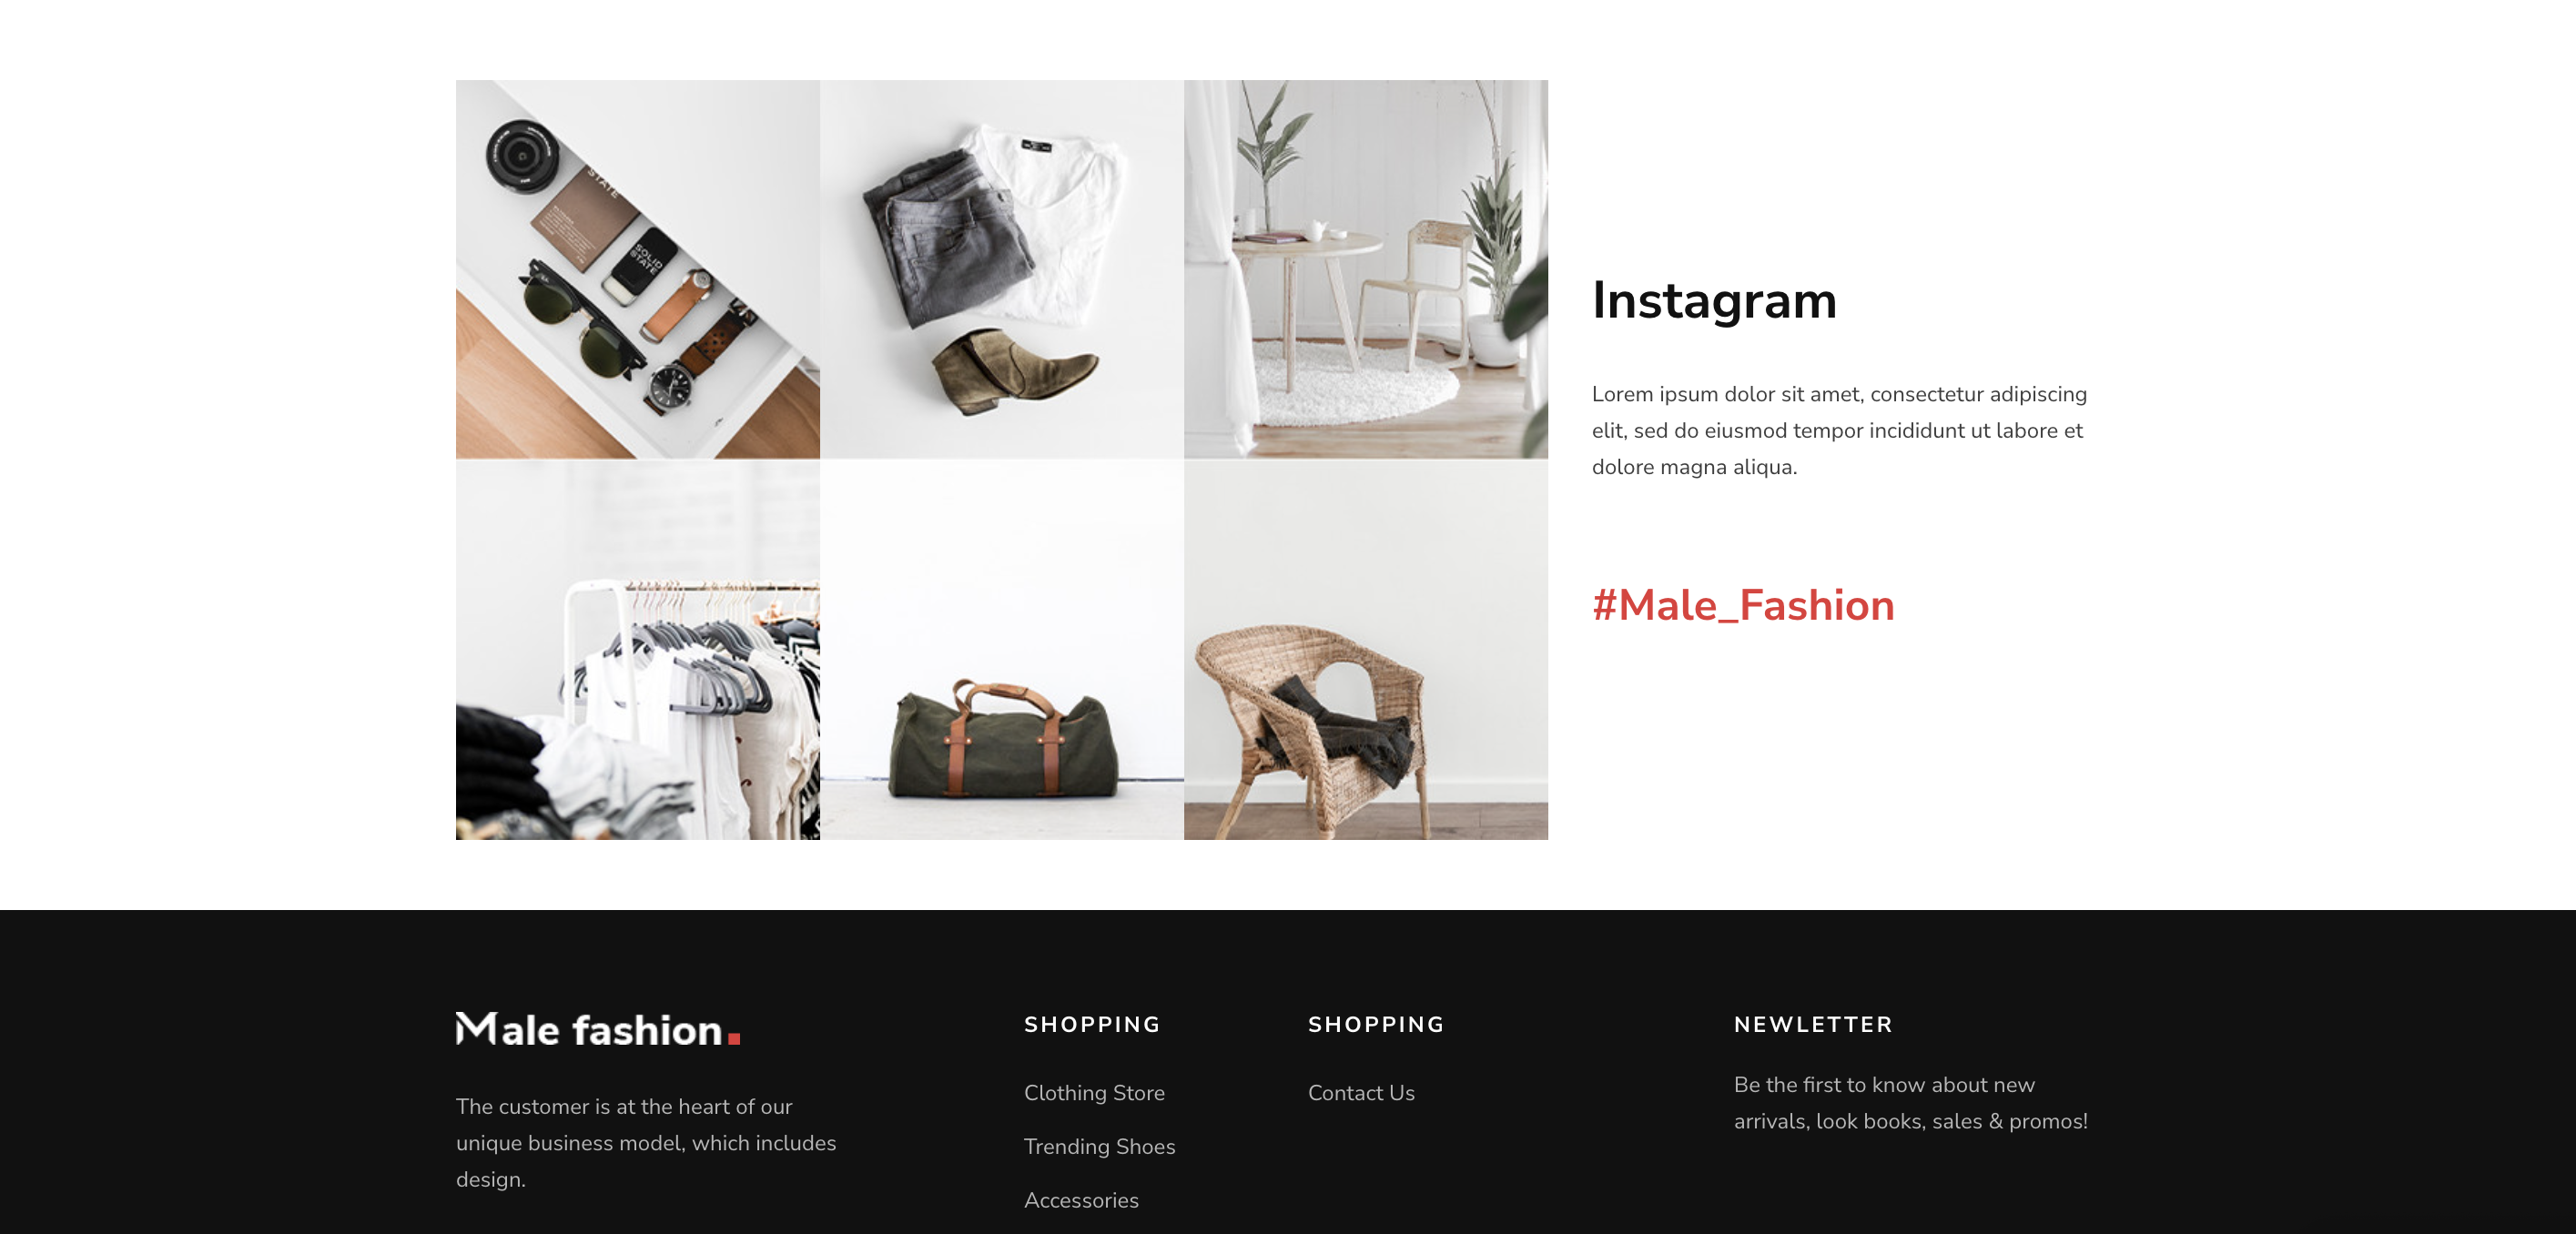 STATE
SOLID
STATE
Instagram
Lorem ipsum dolor sit amet, consectetur adipiscing
elit, sed do eiusmod tempor incididunt ut labore et
dolore magna aliqua.
#Male_Fashion
Male fashion.
The customer is at the heart of our
unique business model, which includes
design.
SHOPPING
Clothing Store
Trending Shoes
Accessories
SHOPPING
Contact Us
NEWLETTER
Be the first to know about new
arrivals, look books, sales & promos!